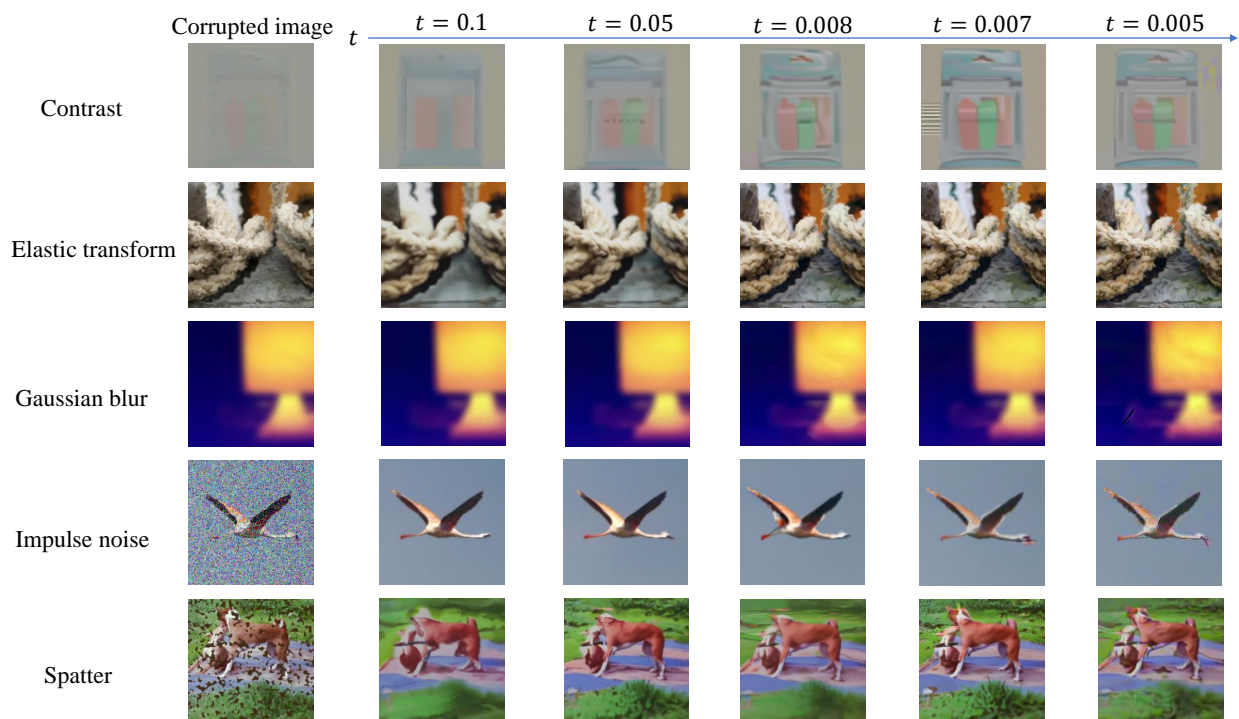 Corrupted image t t = 0.1 t = 0.05 t = 0.008 t = 0.007 t = 0.005
Contrast
Elastic transform
Gaussian blur
Impulse noise
Spatter